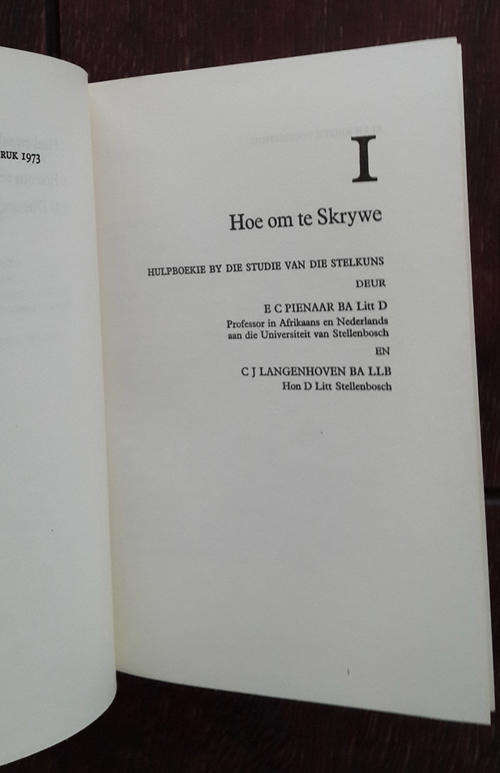 RUK 1973
I
Hoe om te Skrywe
HULPBOEKIE BY DIE STUDIE VAN DIE STELKUNS
DEUR
E C PIENAAR BA Litt D
Professor in Afrikaans en Nederlands
aan die Universiteit van Stellenbosch
EN
C J LANGENHOVEN BA LLB
Hon D Litt Stellenbosch